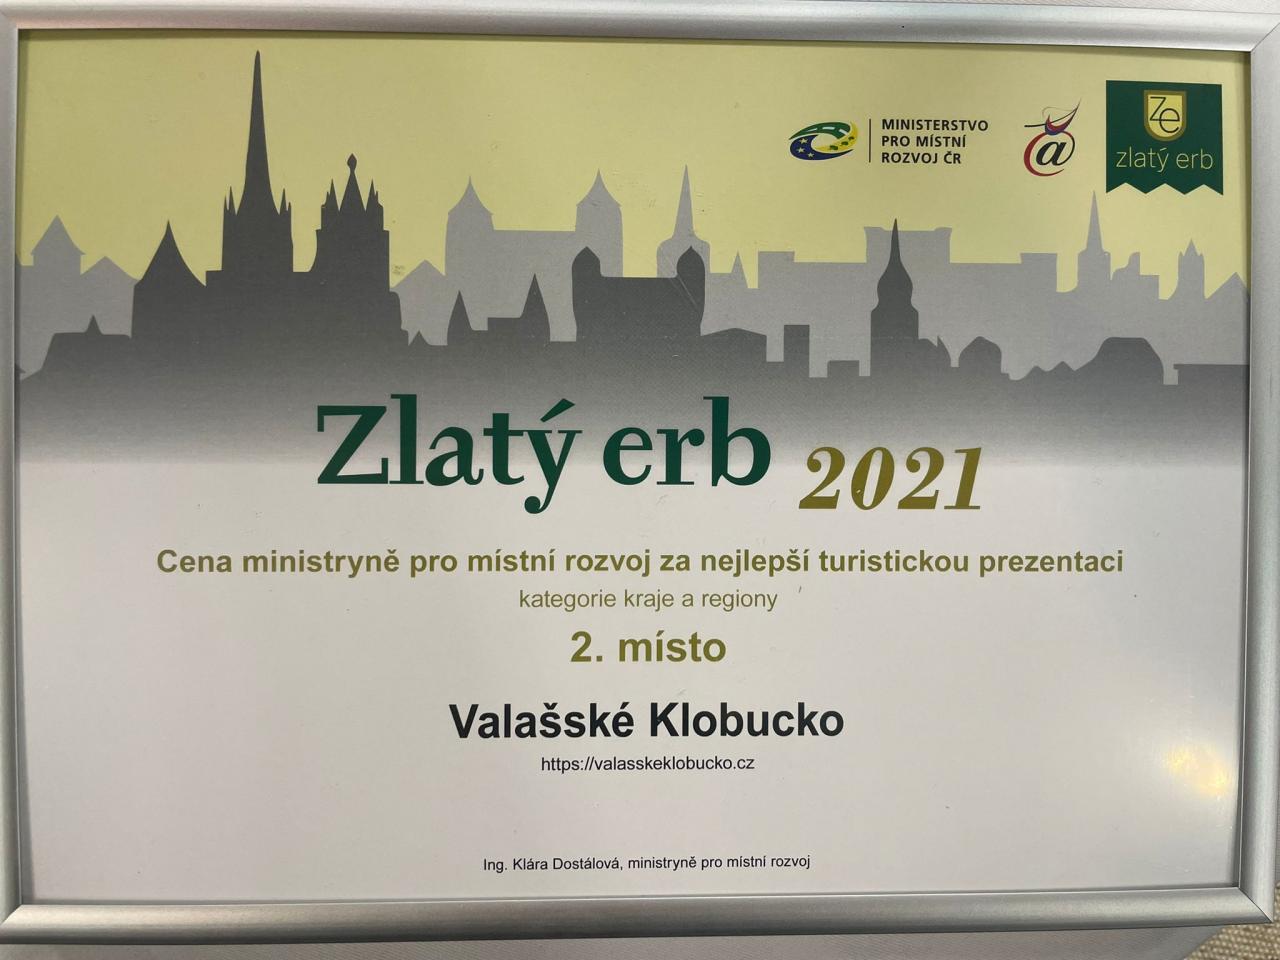 MINISTERSTVO
PRO MÍSTNÍ
ROZVOJ ČR
@
Ze
zlatý erb
Zlatý erb 2021
Cena ministryně pro místní rozvoj za nejlepší turistickou prezentaci
kategorie kraje a regiony
2. místo
Valašské Klobucko
https://valasskeklobucko.cz
Ing. Klára Dostálová, ministryně pro místní rozvoj